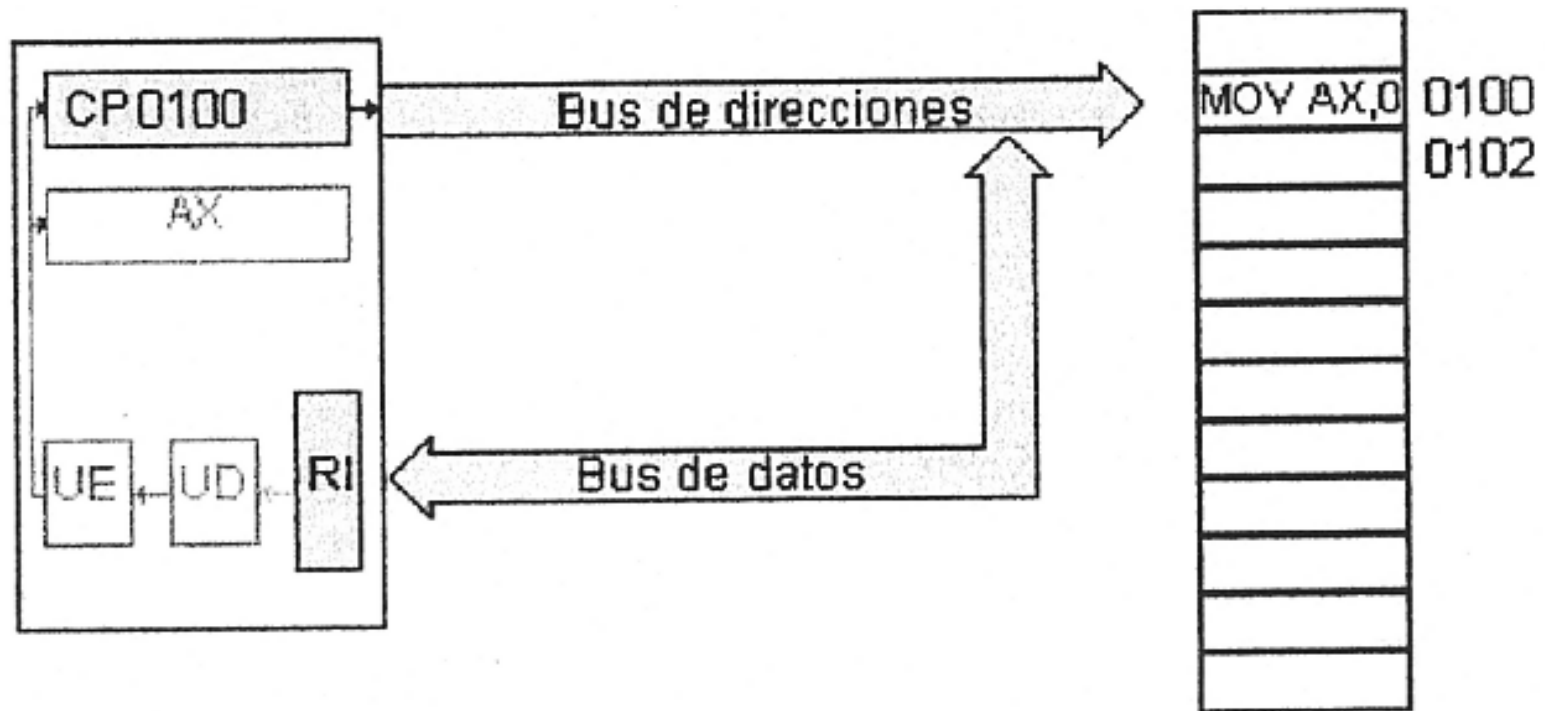 CP0100
Bus de direcciones
MOV AX,0
0100
0102
AX
UE
UD
RI
Bus de datos